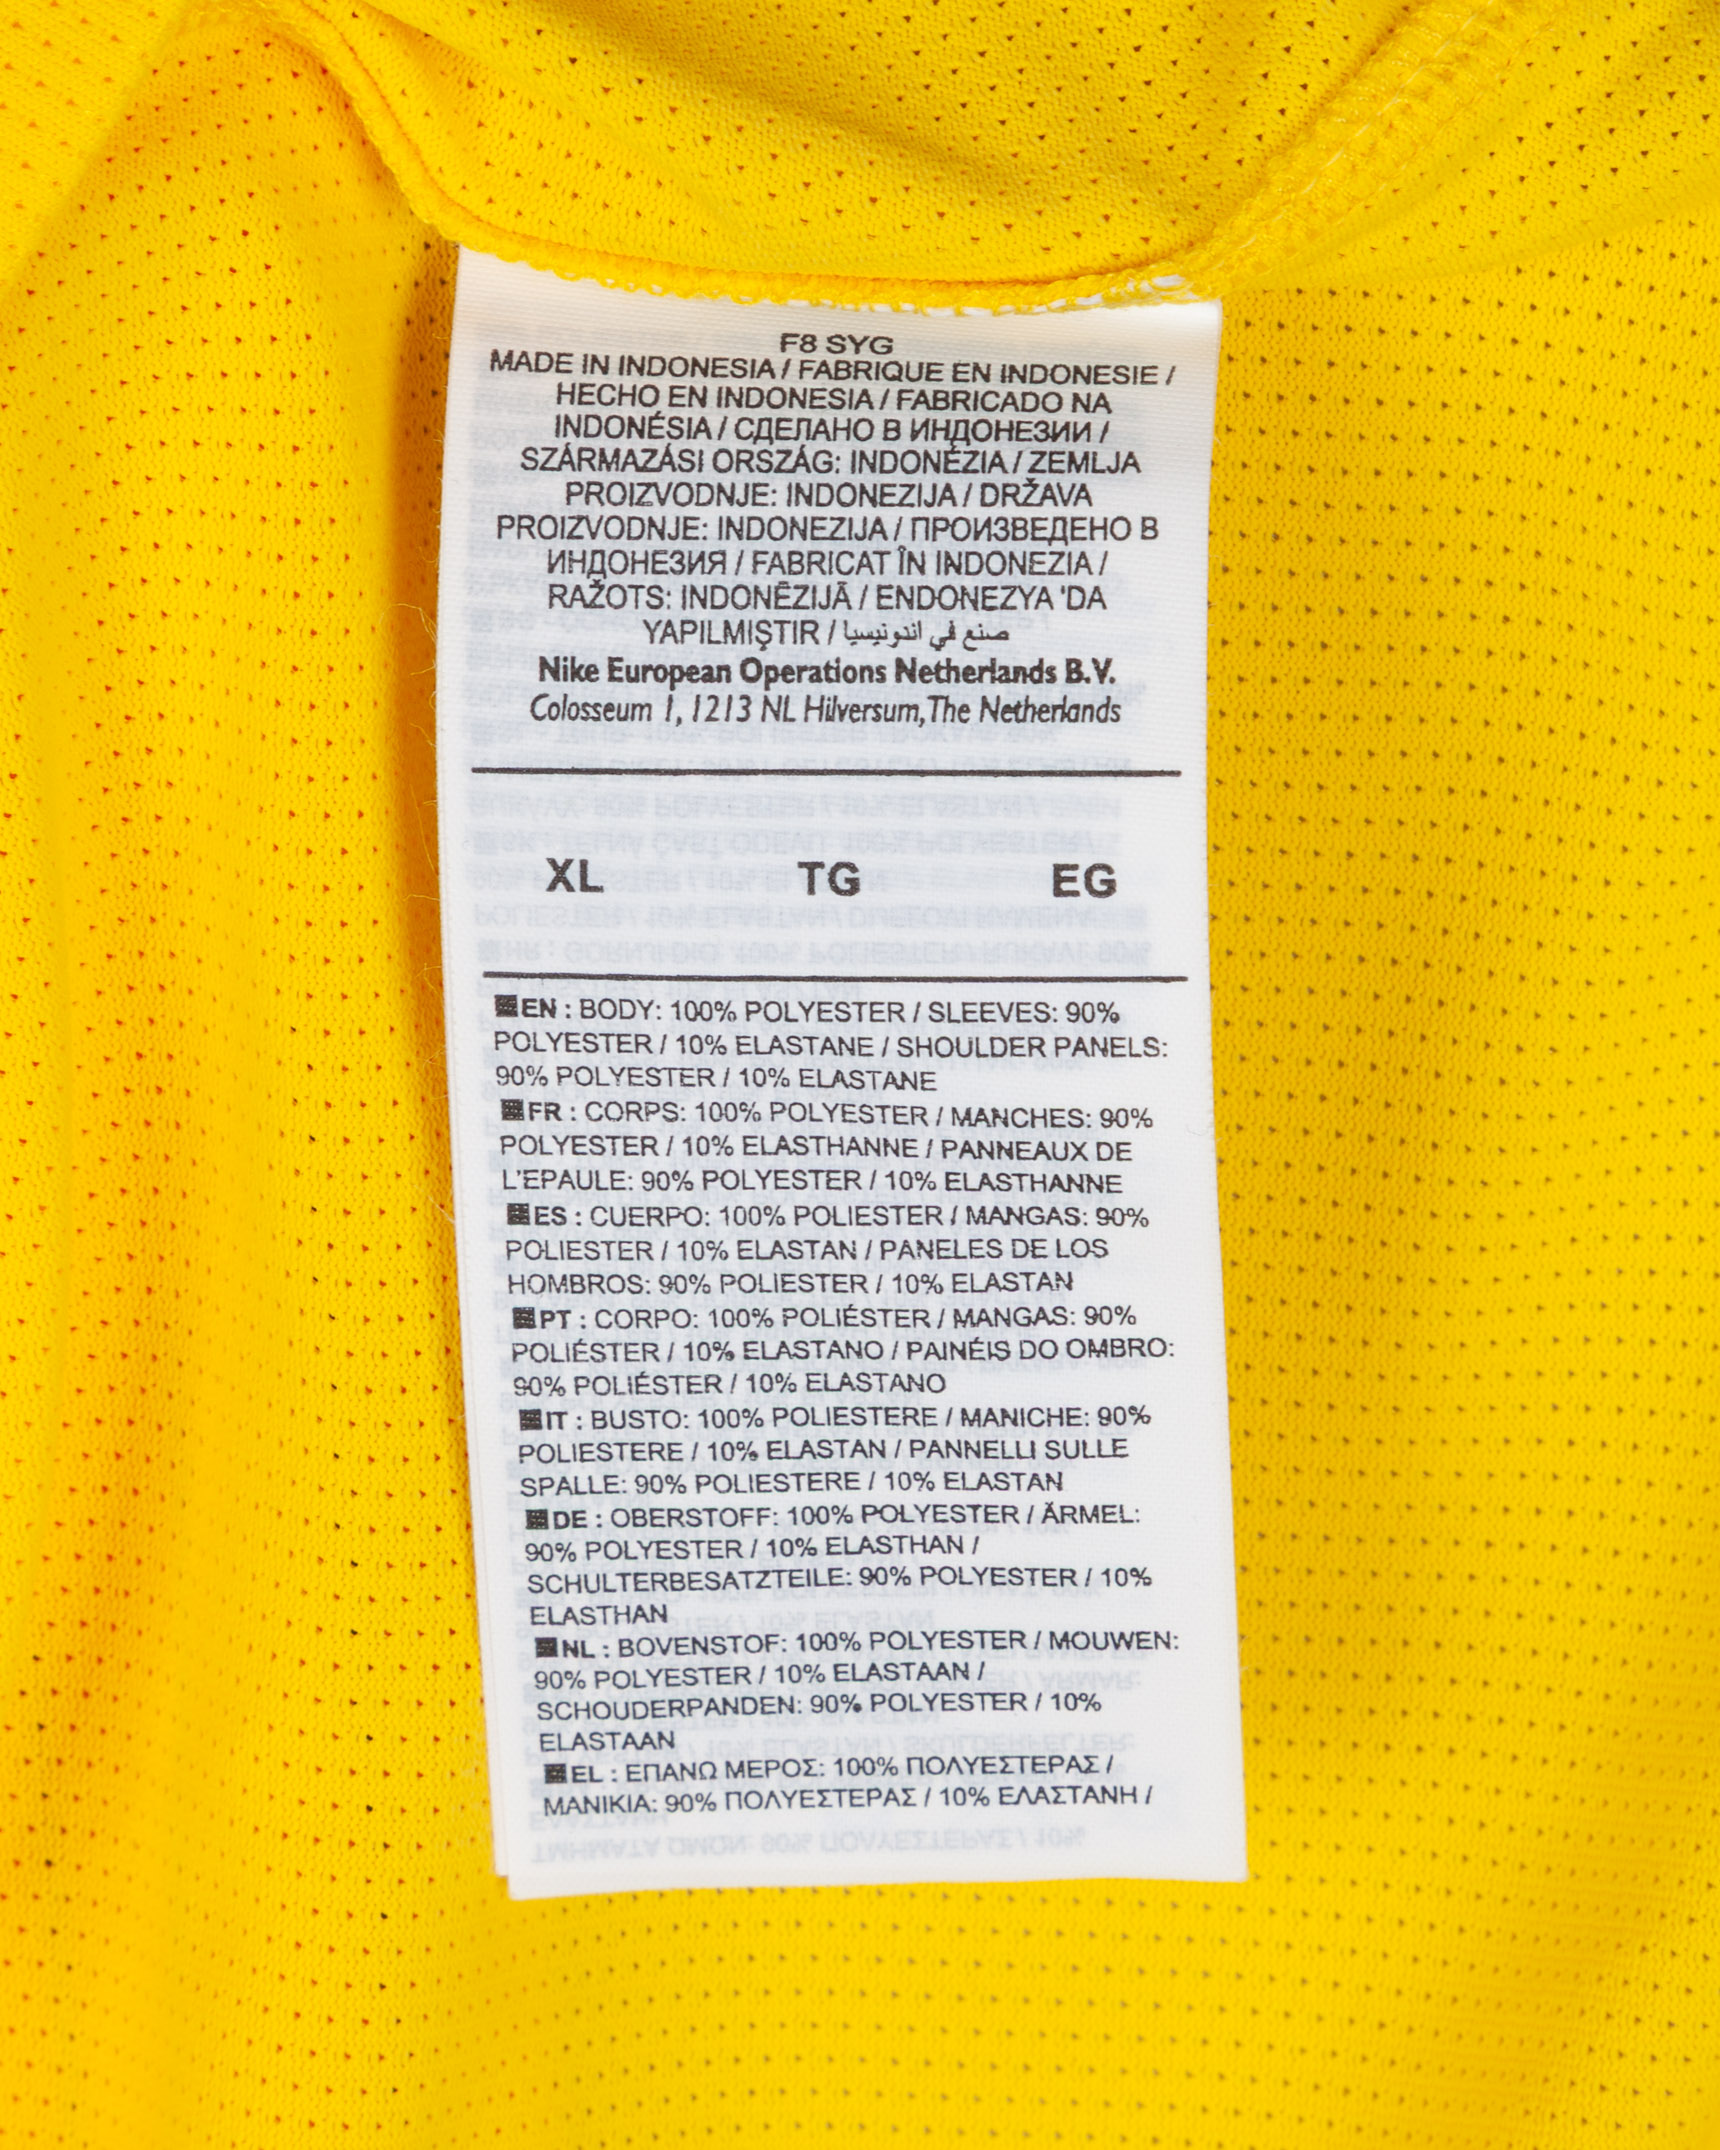 F8 SYG
MADE IN INDONESIA / FABRIQUE EN INDONESIE /
HECHO EN INDONESIA / FABRICADO NA
INDONÉSIA / СДЕЛАНО В ИНДОНЕЗИИ /
SZÁRMAZÁSI ORSZÁG: INDONÉZIA / ZEMLJA
PROIZVODNJE: INDONEZIJA / DRŽAVA
PROIZVODNJE: INDONEZIJA / ПРОИЗВЕДЕНО В
ИНДОНЕЗИЯ / FABRICAT ÎN INDONEZIA /
RAŽOTS: INDONĒZIJĀ / ENDONEZYA 'DA
YAPILMIŞTIR / صنع في اندونيسيا
Nike European Operations Netherlands B.V.
Colosseum 1, 1213 NL Hilversum, The Netherlands
XL TG EG
EN : BODY: 100% POLYESTER / SLEEVES: 90%
POLYESTER / 10% ELASTANE / SHOULDER PANELS:
90% POLYESTER / 10% ELASTANE
FR : CORPS: 100% POLYESTER / MANCHES: 90%
POLYESTER / 10% ELASTHANNE / PANNEAUX DE
L'EPAULE: 90% POLYESTER / 10% ELASTHANNE
ES : CUERPO: 100% POLIESTER / MANGAS: 90%
POLIESTER / 10% ELASTAN / PANELES DE LOS
HOMBROS: 90% POLIESTER / 10% ELASTAN
PT : CORPO: 100% POLIÉSTER / MANGAS: 90%
POLIÉSTER / 10% ELASTANO / PAINÉIS DO OMBRO:
90% POLIÉSTER / 10% ELASTANO
IT : BUSTO: 100% POLIESTERE / MANICHE: 90%
POLIESTERE / 10% ELASTAN / PANNELLI SULLE
SPALLE: 90% POLIESTERE / 10% ELASTAN
DE : OBERSTOFF: 100% POLYESTER / ÄRMEL:
90% POLYESTER / 10% ELASTHAN /
SCHULTERBESATZTEILE: 90% POLYESTER / 10%
ELASTHAN
NL : BOVENSTOF: 100% POLYESTER / MOUWEN:
90% POLYESTER / 10% ELASTAAN /
SCHOUDERPANDEN: 90% POLYESTER / 10%
ELASTAAN
EL : ΕΠΑΝΩ ΜΕΡΟΣ: 100% ΠΟΛΥΕΣΤΕΡΑΣ /
ΜΑΝΙΚΙΑ: 90% ΠΟΛΥΕΣΤΕΡΑΣ / 10% ΕΛΑΣΤΑΝΗ /